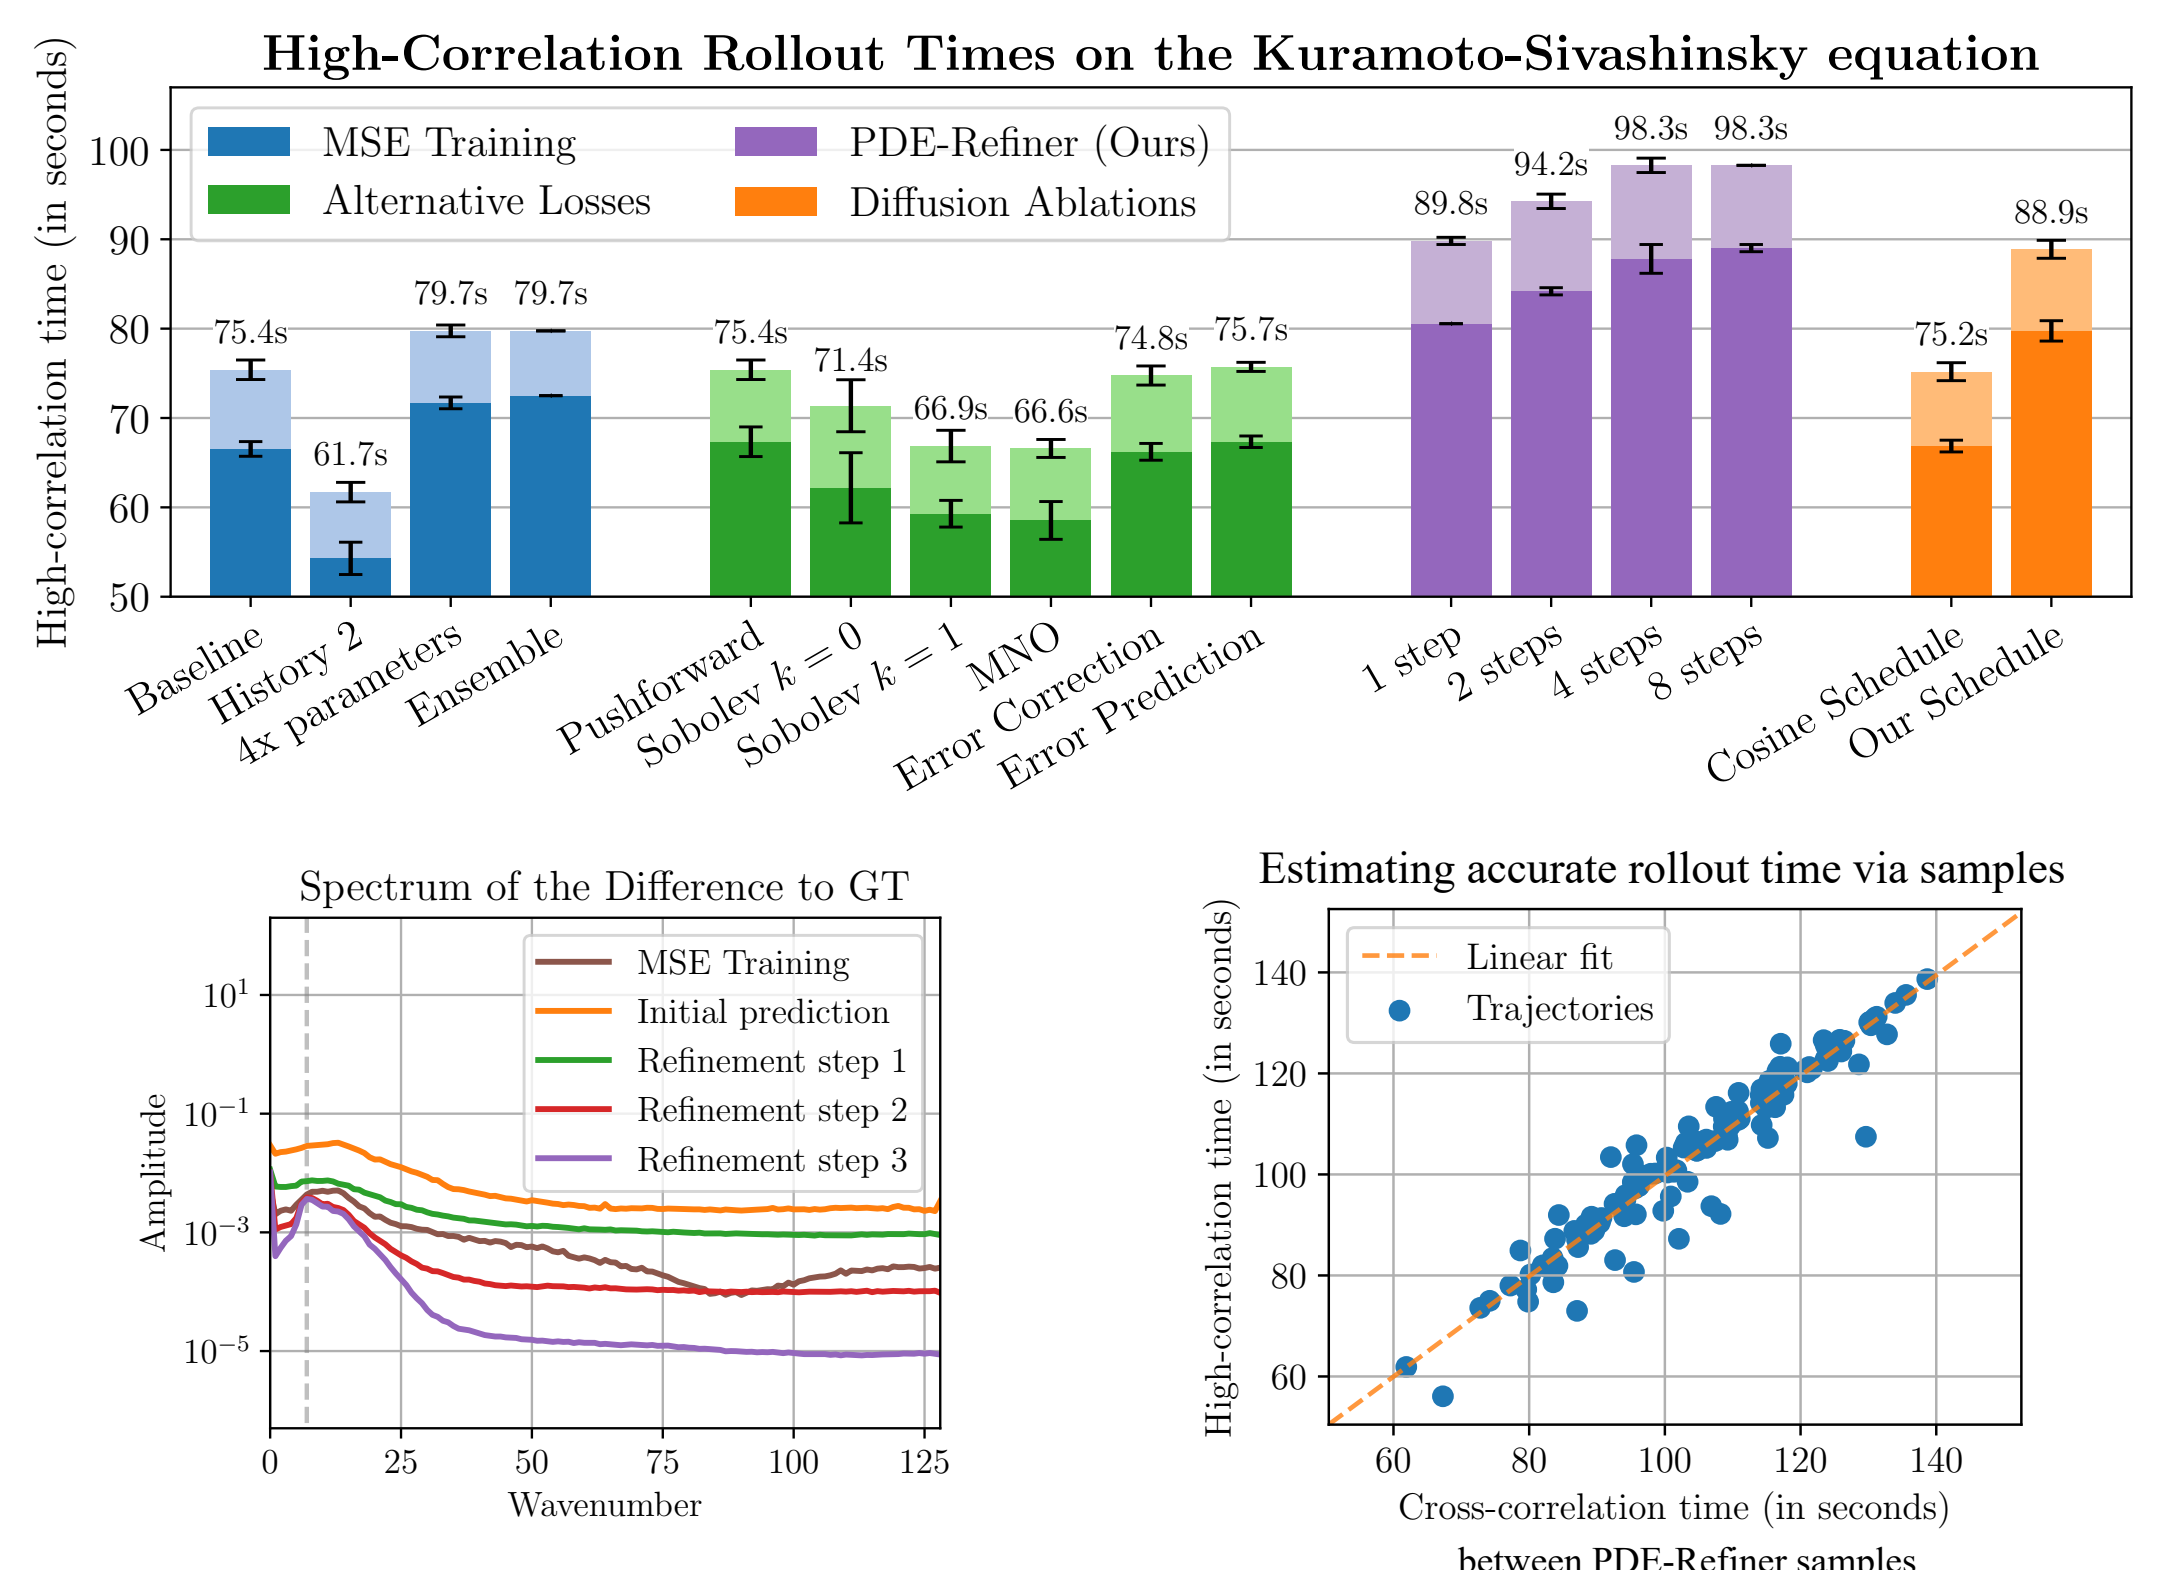 High-Correlation Rollout Times on the Kuramoto-Sivashinsky equation
High-correlation time (in seconds)
100
90
80
70
60
50
MSE Training
Alternative Losses
PDE-Refiner (Ours)
Diffusion Ablations
75.4s
61.7s
79.7s
79.7s
75.4s
71.4s
66.9s
66.6s
74.8s
75.7s
89.8s
94.2s
98.3s
98.3s
75.2s
88.9s
Baseline
History 2
4x parameters
Ensemble
Pushforward
Sobolev k = 0
Sobolev k = 1
MNO
Error Correction
Error Prediction
1 step
2 steps
4 steps
8 steps
Cosine Schedule
Our Schedule
Spectrum of the Difference to GT
Amplitude
10¹
10⁻¹
10⁻³
10⁻⁵
MSE Training
Initial prediction
Refinement step 1
Refinement step 2
Refinement step 3
0 25 50 75 100 125
Wavenumber
Estimating accurate rollout time via samples
High-correlation time (in seconds)
140
120
100
80
60
Linear fit
Trajectories
60 80 100 120 140
Cross-correlation time (in seconds)
between PDE-Refiner samples